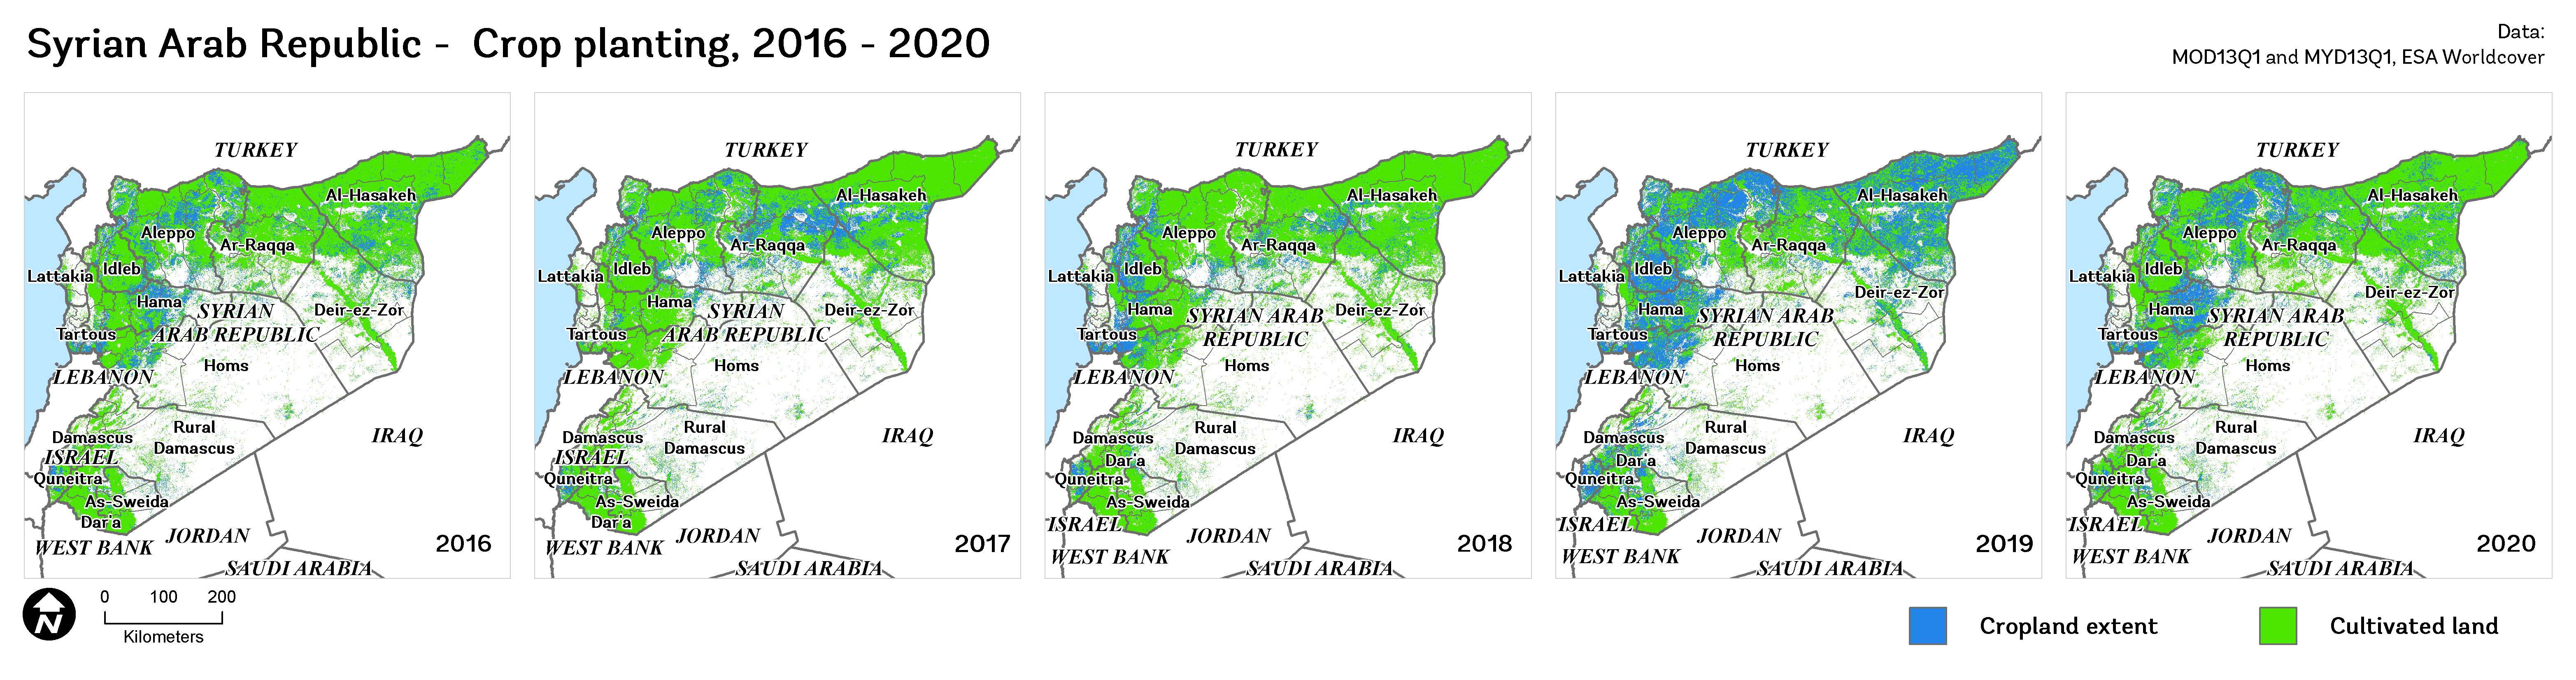 Syrian Arab Republic - Crop planting, 2016 - 2020
Data:
MOD13Q1 and MYD13Q1, ESA Worldcover
TURKEY
Al-Hasakeh
Aleppo
Ar-Raqqa
Lattakia
Idleb
Hama
SYRIAN
Deir-ez-Zor
Tartous
ARAB REPUBLIC
Homs
LEBANON
Rural
Damascus
Damascus
IRAQ
ISRAEL
Quneitra
As-Sweida
Dar'a
JORDAN
WEST BANK
2016
SAUDI ARABIA
TURKEY
Al-Hasakeh
Aleppo
Ar-Raqqa
Lattakia
Idleb
Hama
SYRIAN
Deir-ez-Zor
Tartous
ARAB REPUBLIC
Homs
LEBANON
Rural
Damascus
Damascus
IRAQ
ISRAEL
Quneitra
As-Sweida
Dar'a
JORDAN
WEST BANK
2017
SAUDI ARABIA
TURKEY
Al-Hasakeh
Aleppo
Ar-Raqqa
Lattakia
Idleb
Hama
SYRIAN ARAB
Deir-ez-Zor
Tartous
REPUBLIC
Homs
LEBANON
Rural
Damascus
Damascus
IRAQ
Dar'a
Quneitra
As-Sweida
ISRAEL
JORDAN
WEST BANK
2018
SAUDI ARABIA
TURKEY
Al-Hasakeh
Aleppo
Ar-Raqqa
Lattakia
Idleb
Deir-ez-Zor
Hama
SYRIAN ARAB
Tartous
REPUBLIC
Homs
LEBANON
Rural
Damascus
Damascus
IRAQ
Dar'a
Quneitra
As-Sweida
ISRAEL
JORDAN
WEST BANK
2019
SAUDI ARABIA
TURKEY
Al-Hasakeh
Aleppo
Ar-Raqqa
Lattakia
Idleb
Deir-ez-Zor
Hama
SYRIAN ARAB
Tartous
REPUBLIC
Homs
LEBANON
Rural
Damascus
Damascus
IRAQ
Dar'a
Quneitra
As-Sweida
ISRAEL
JORDAN
WEST BANK
2020
SAUDI ARABIA
N
0 100 200
Kilometers
Cropland extent
Cultivated land